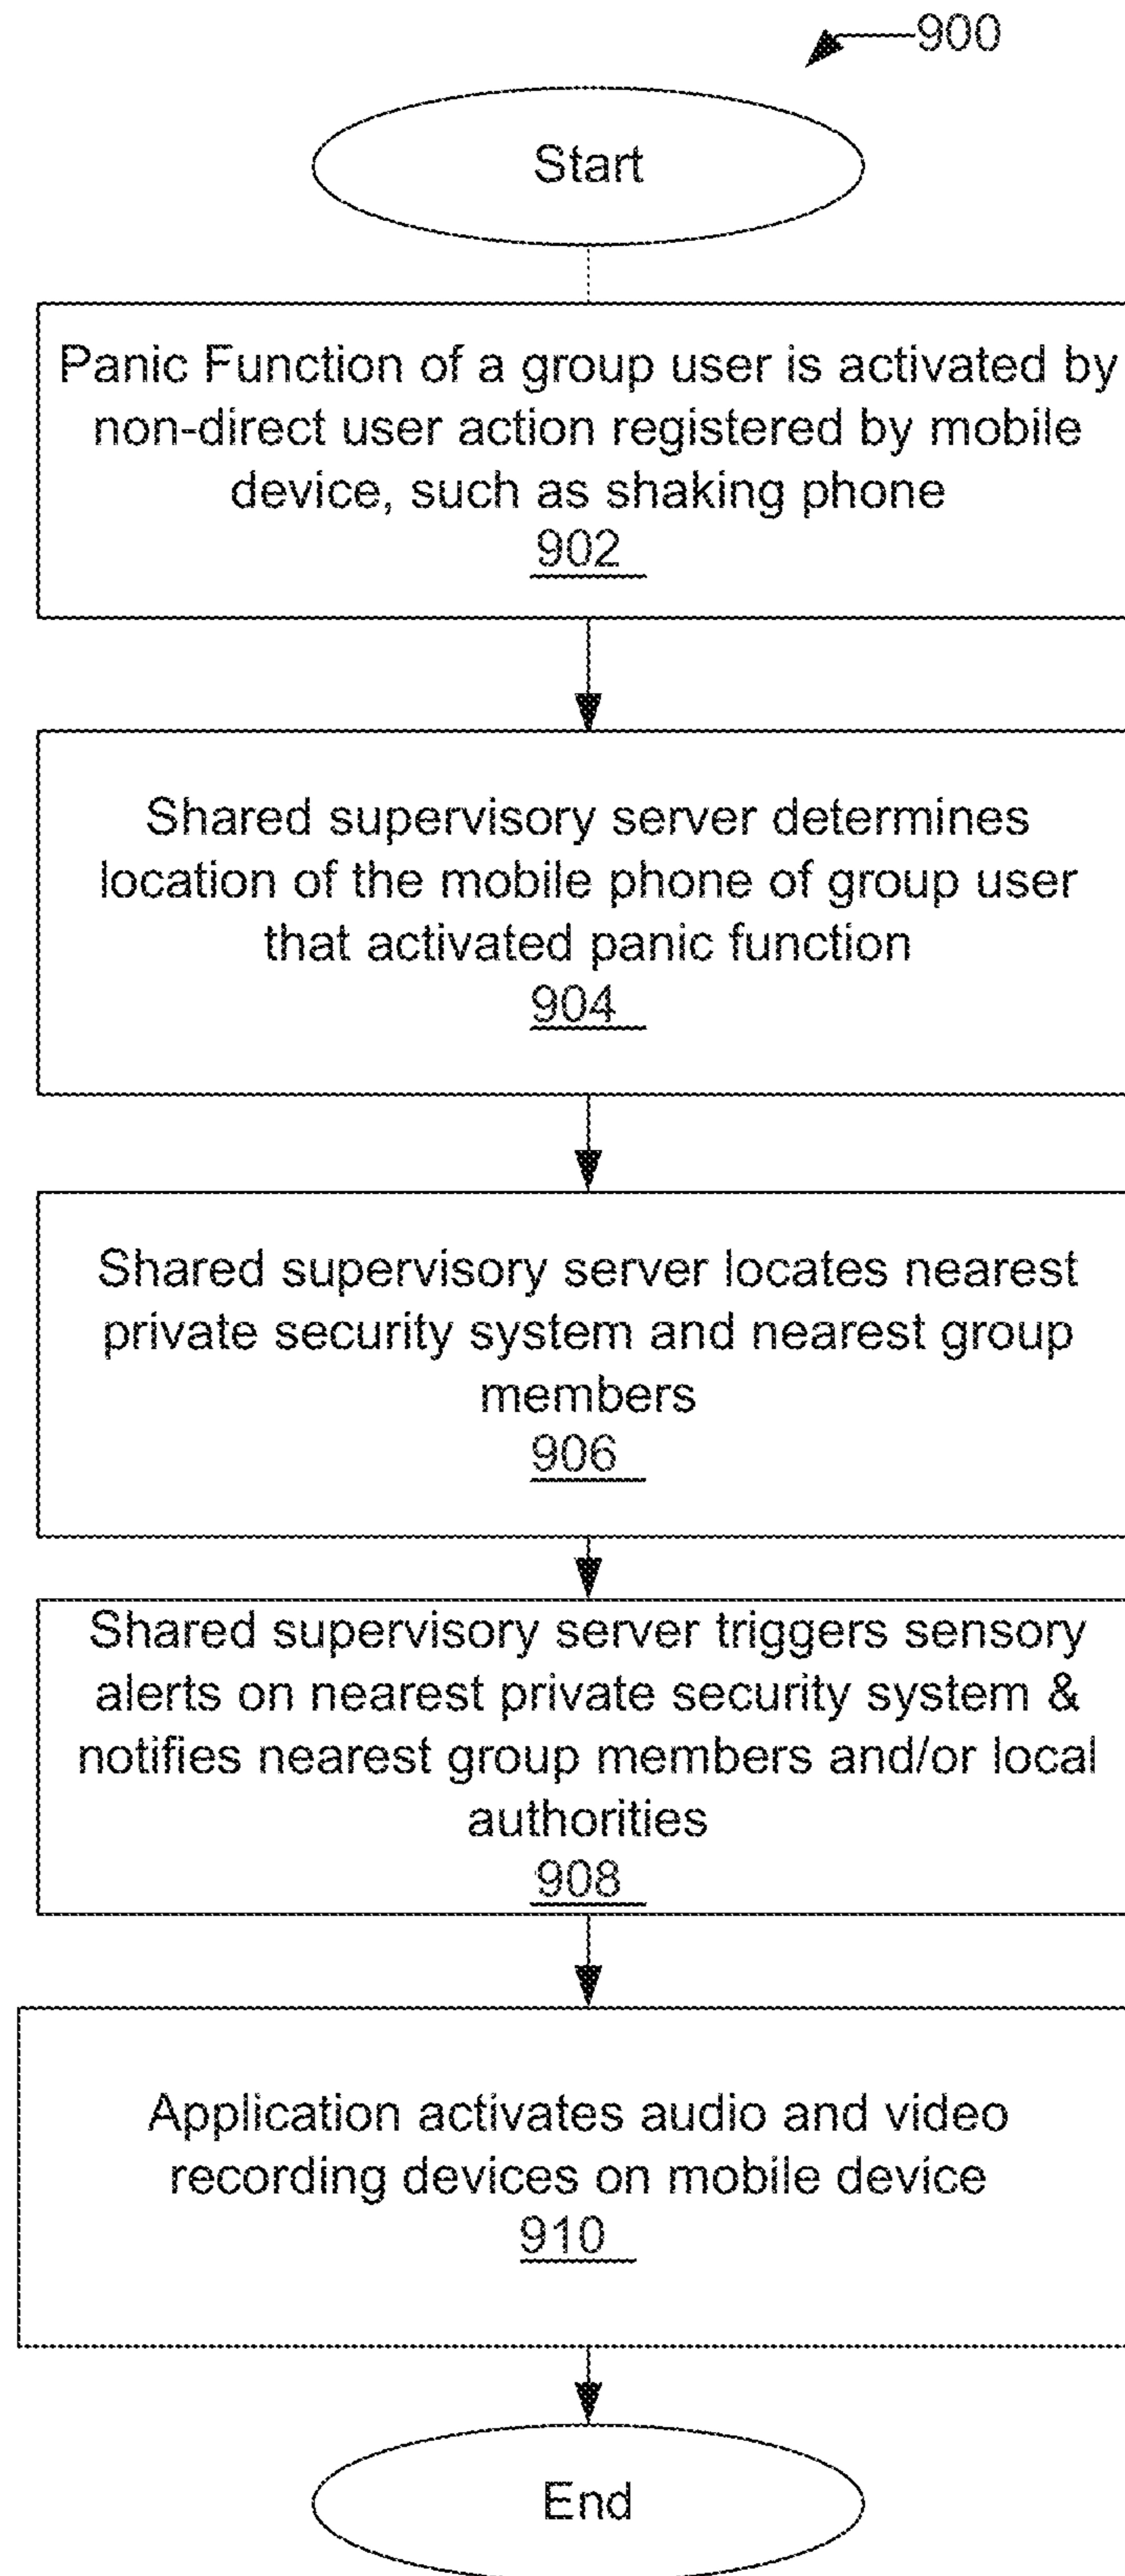 900
Start
Panic Function of a group user is activated by
non-direct user action registered by mobile
device, such as shaking phone
902
Shared supervisory server determines
location of the mobile phone of group user
that activated panic function
904
Shared supervisory server locates nearest
private security system and nearest group
members
906
Shared supervisory server triggers sensory
alerts on nearest private security system &
notifies nearest group members and/or local
authorities
908
Application activates audio and video
recording devices on mobile device
910
End